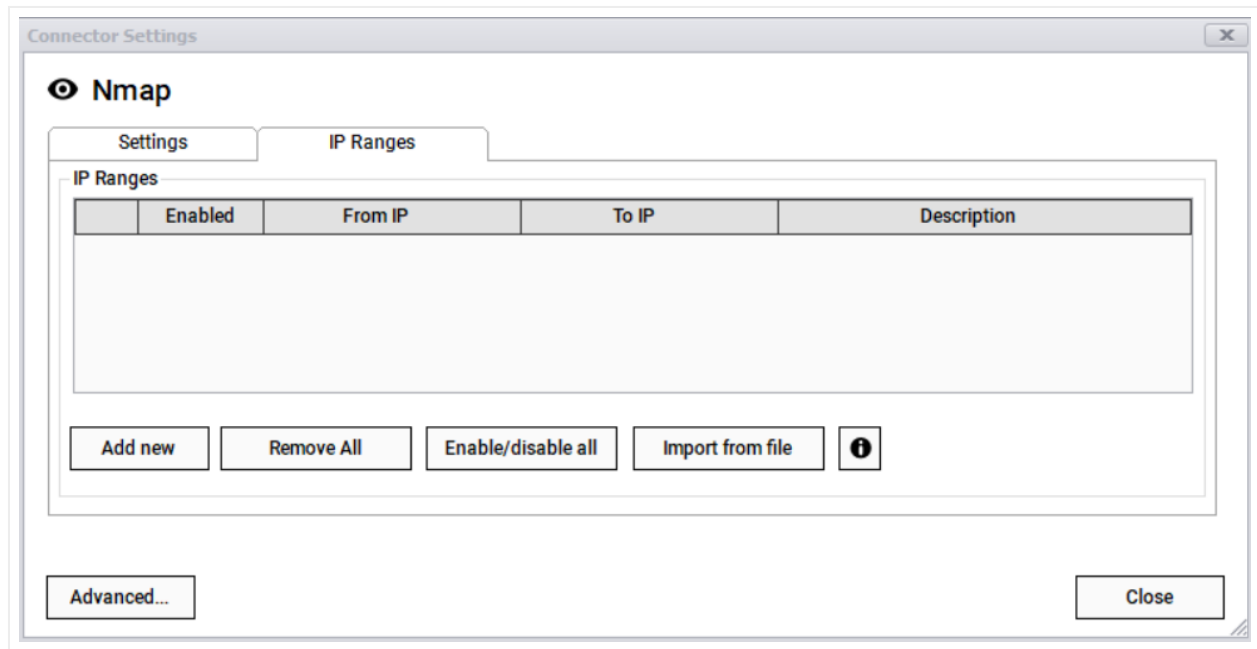 Connector Settings
Nmap
Settings IP Ranges
IP Ranges
Enabled From IP To IP Description
Add new Remove All Enable/disable all Import from file
Advanced... Close